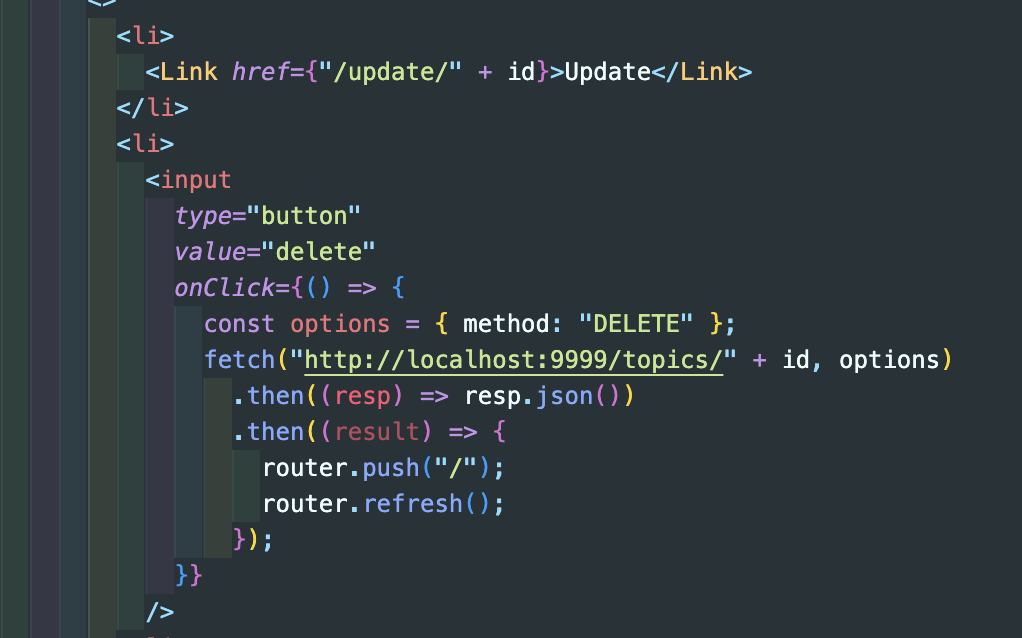 <>
<li>
<Link href={"/update/" + id}>Update</Link>
</li>
<li>
<input
type="button"
value="delete"
onClick={() => {
const options = { method: "DELETE" };
fetch("http://localhost:9999/topics/" + id, options)
.then((resp) => resp.json())
.then((result) => {
router.push("/");
router.refresh();
});
}}
/>